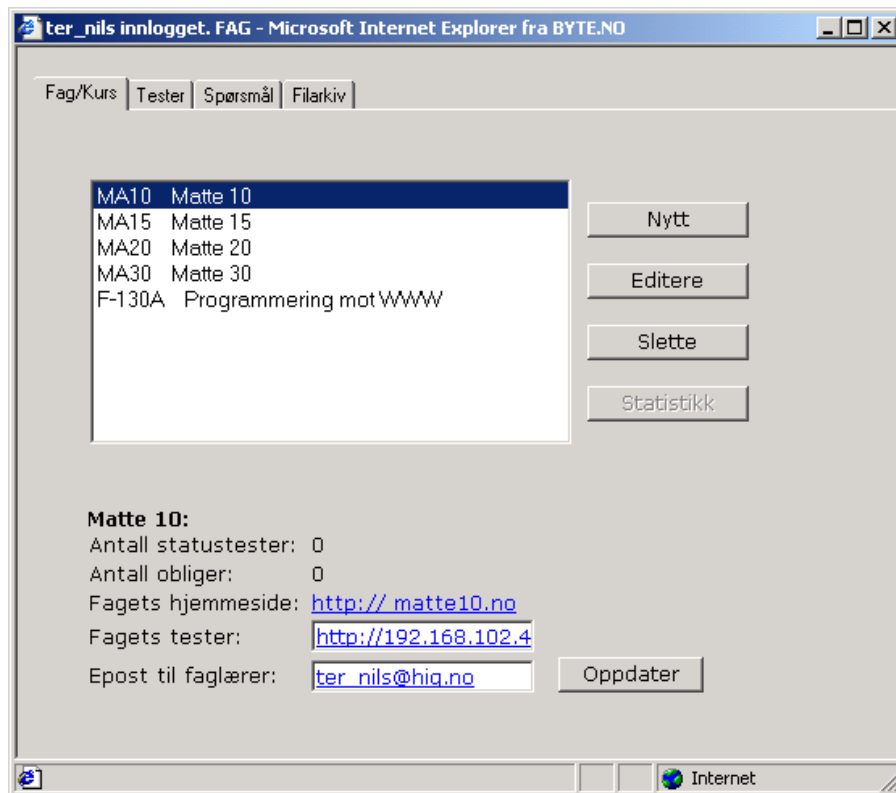 ter_nils innlogget. FAG - Microsoft Internet Explorer fra BYTE.NO
Fag/Kurs Tester Spørsmål Filarkiv
MA10 Matte 10
MA15 Matte 15
MA20 Matte 20
MA30 Matte 30
F-130A Programmering mot WWW
Nytt
Editere
Slette
Statistikk
Matte 10:
Antall statustester: 0
Antall obliger: 0
Fagets hjemmeside: http:// matte10.no
Fagets tester: http://192.168.102.4
Epost til faglærer: ter_nils@hig.no Oppdater
Internet